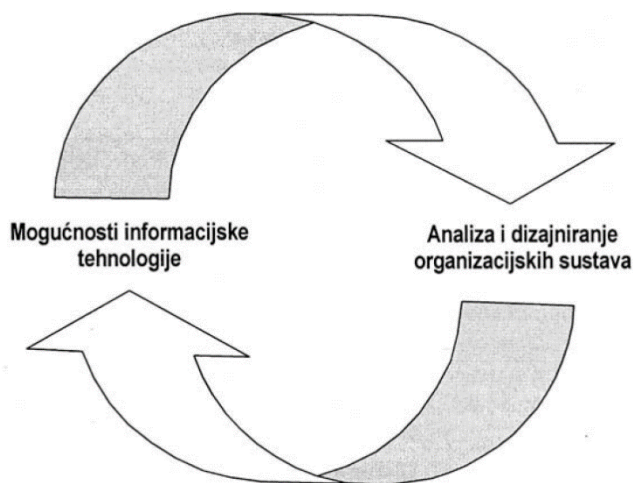 Mogućnosti informacijske
tehnologije
Analiza i dizajniranje
organizacijskih sustava